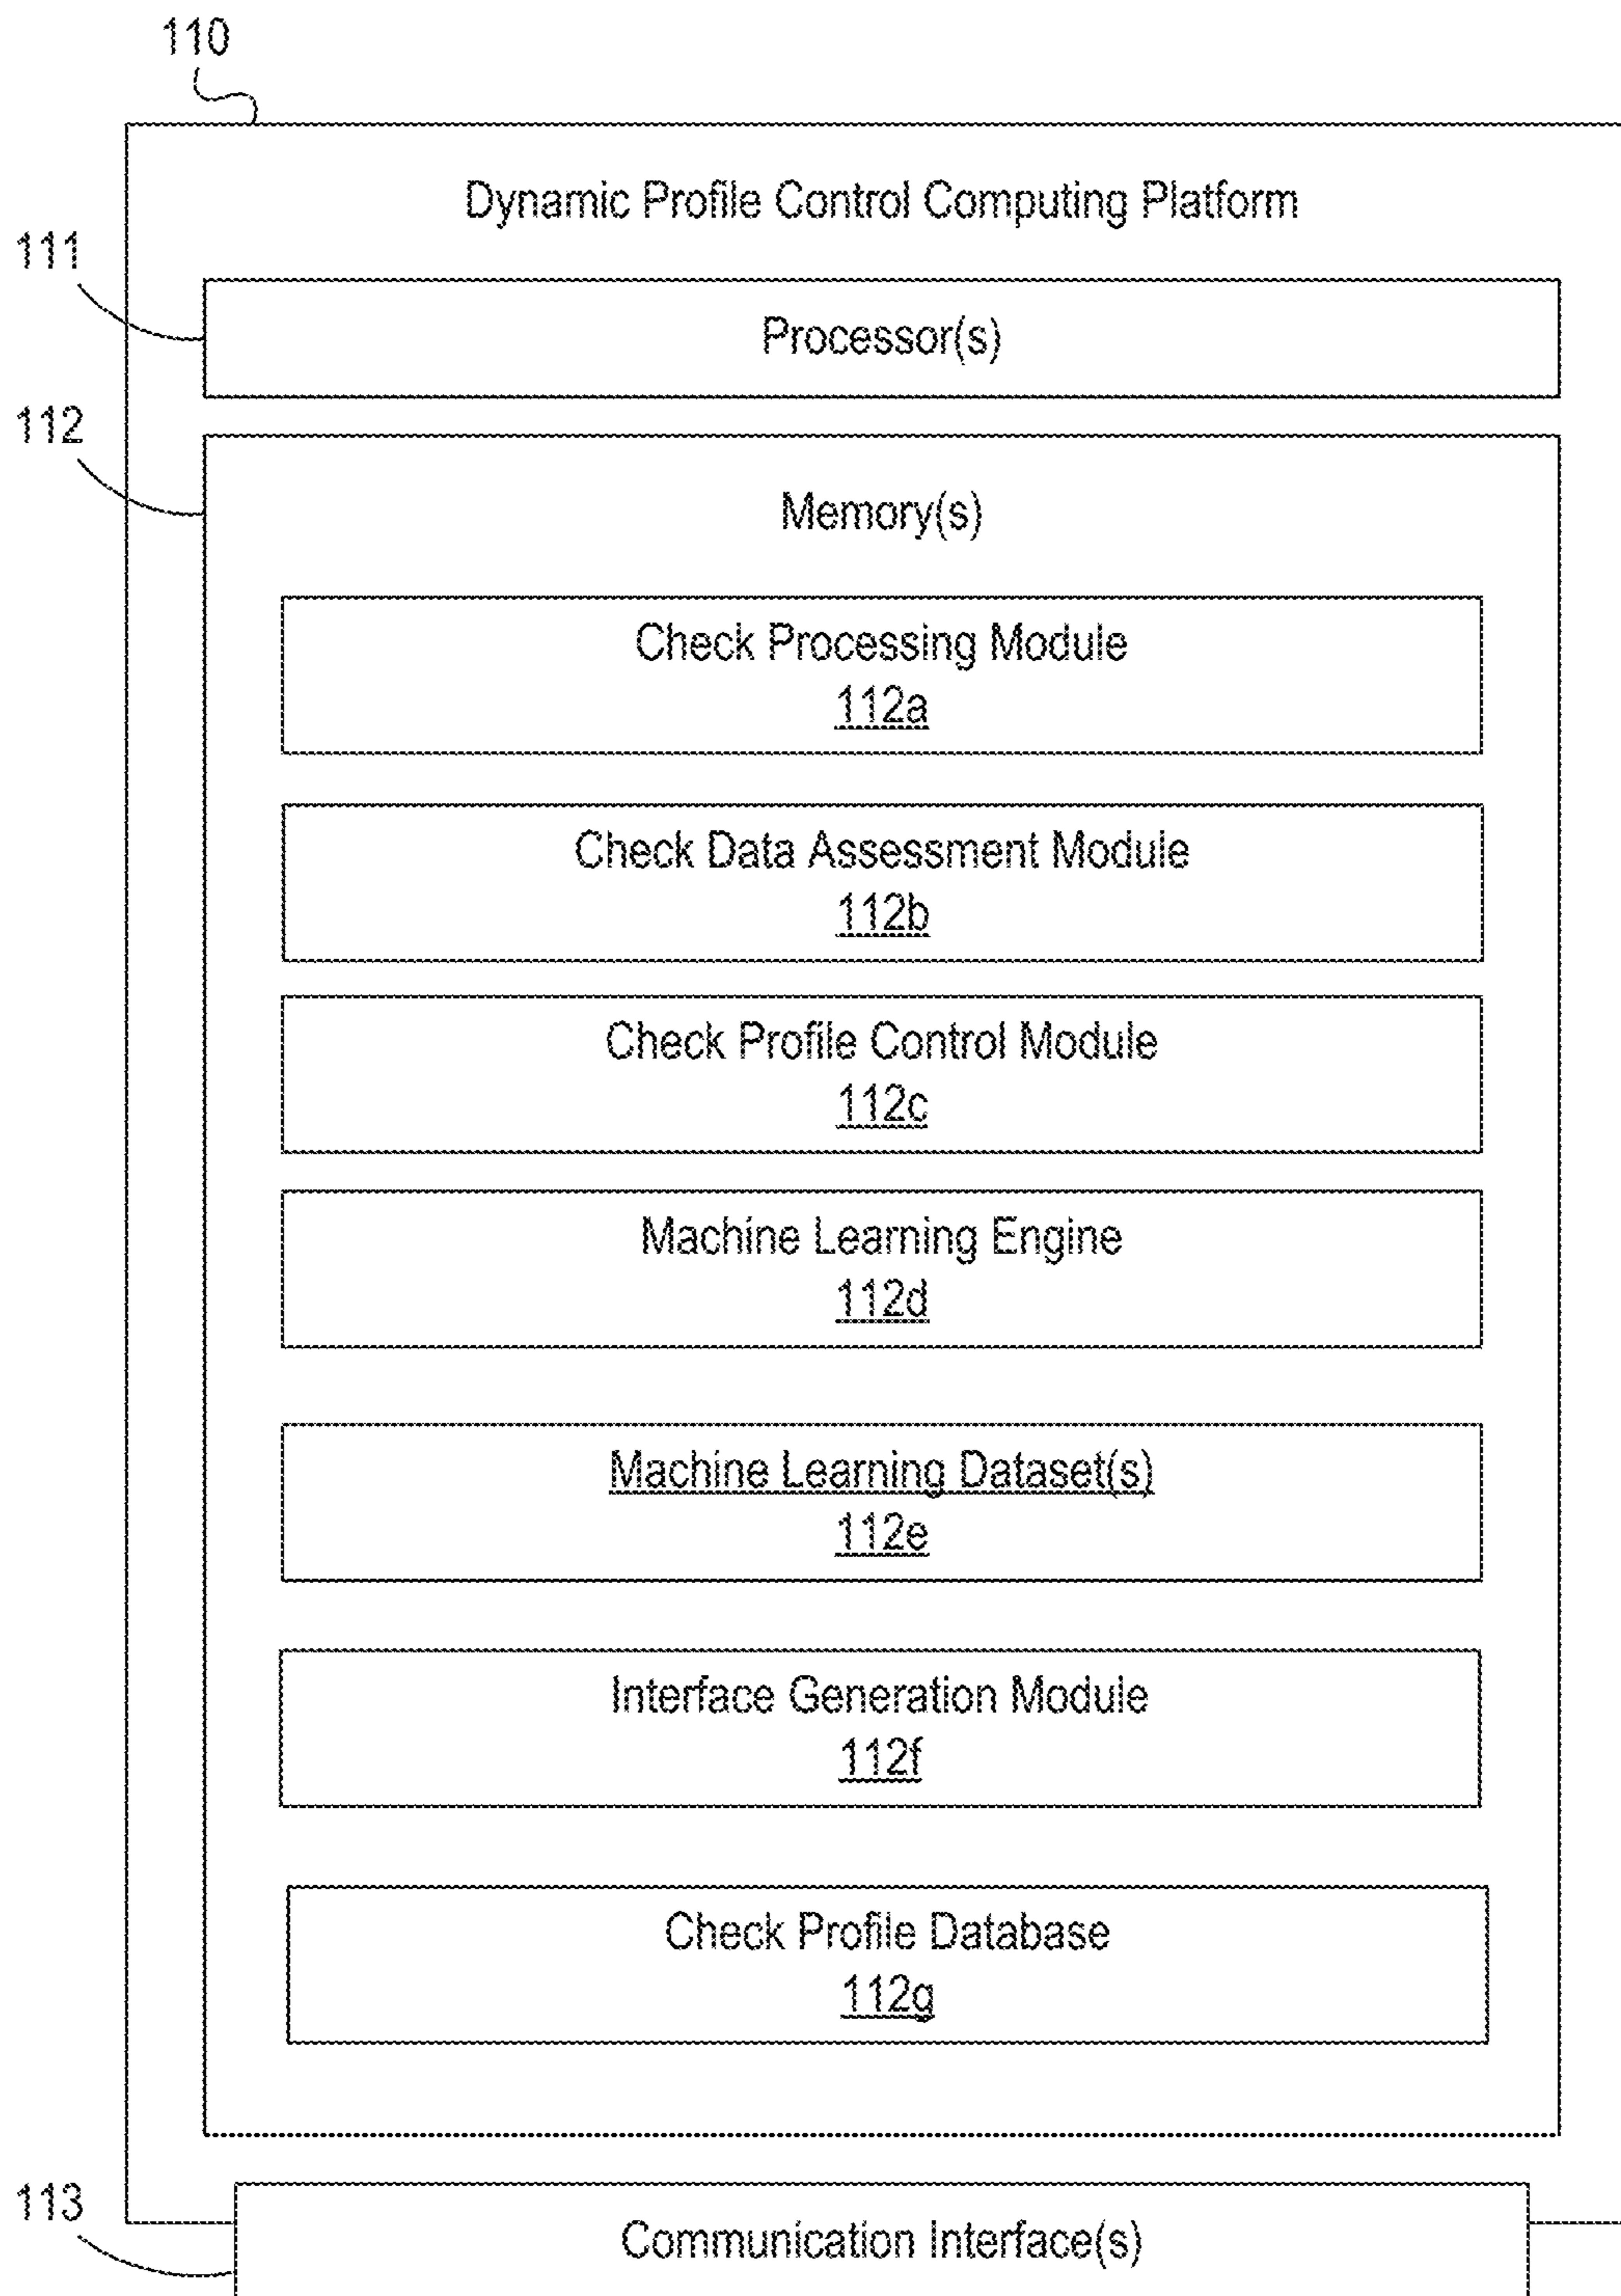 110
Dynamic Profile Control Computing Platform
111
Processor(s)
112
Memory(s)
Check Processing Module
112a
Check Data Assessment Module
112b
Check Profile Control Module
112c
Machine Learning Engine
112d
Machine Learning Dataset(s)
112e
Interface Generation Module
112f
Check Profile Database
112g
113
Communication Interface(s)